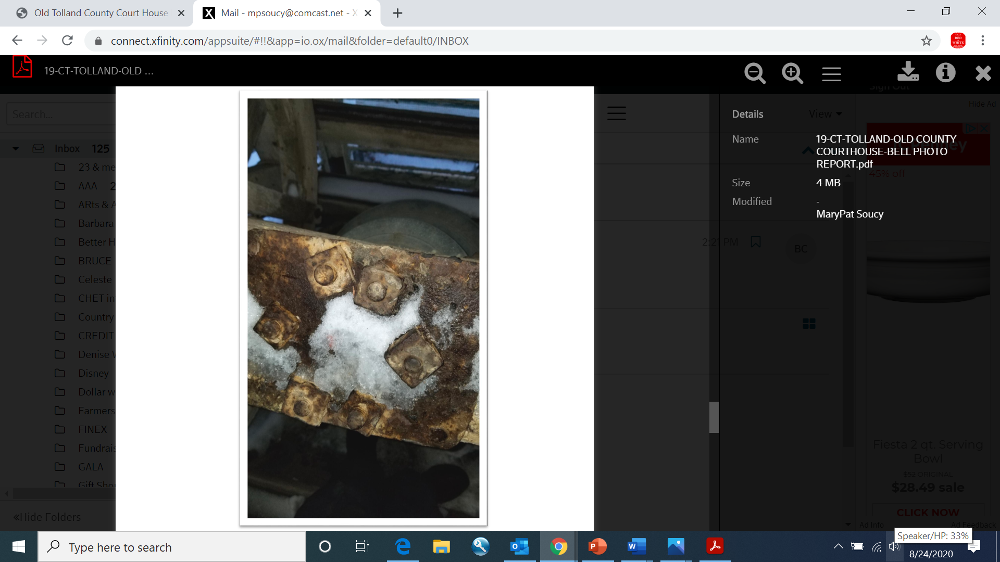 Old Tolland County Court House
Mail - mpsoucy@comcast.net - X
connect.xfinity.com/appsuite/#!!&app=io.ox/mail&folder=default0/INBOX
RED
WHITE
19-CT-TOLLAND-OLD ...
Sign Out
Search...
Hide Ad
Details
View
Name
19-CT-TOLLAND-OLD COUNTY
COURTHOUSE-BELL PHOTO
REPORT.pdf
45% off
Size
4 MB
Modified
-
MaryPat Soucy
Inbox 125
23 & me
AAA 2
ARts & A
Barbara
Better H
BRUCE
Celeste
CHET in
Country
CREDIT
Denise W
Disney
Dollar w
Farmers
FINEX
Fundrais
GALA
Gift Sho
«Hide Folders
2:21 PM
BC
Fiesta 2 qt. Serving
Bowl
$52 ORIGINAL
$28.49 sale
CLICK NOW
Ad Info
Ad Feedback
Type here to search
Speaker/HP: 33%
8/24/2020